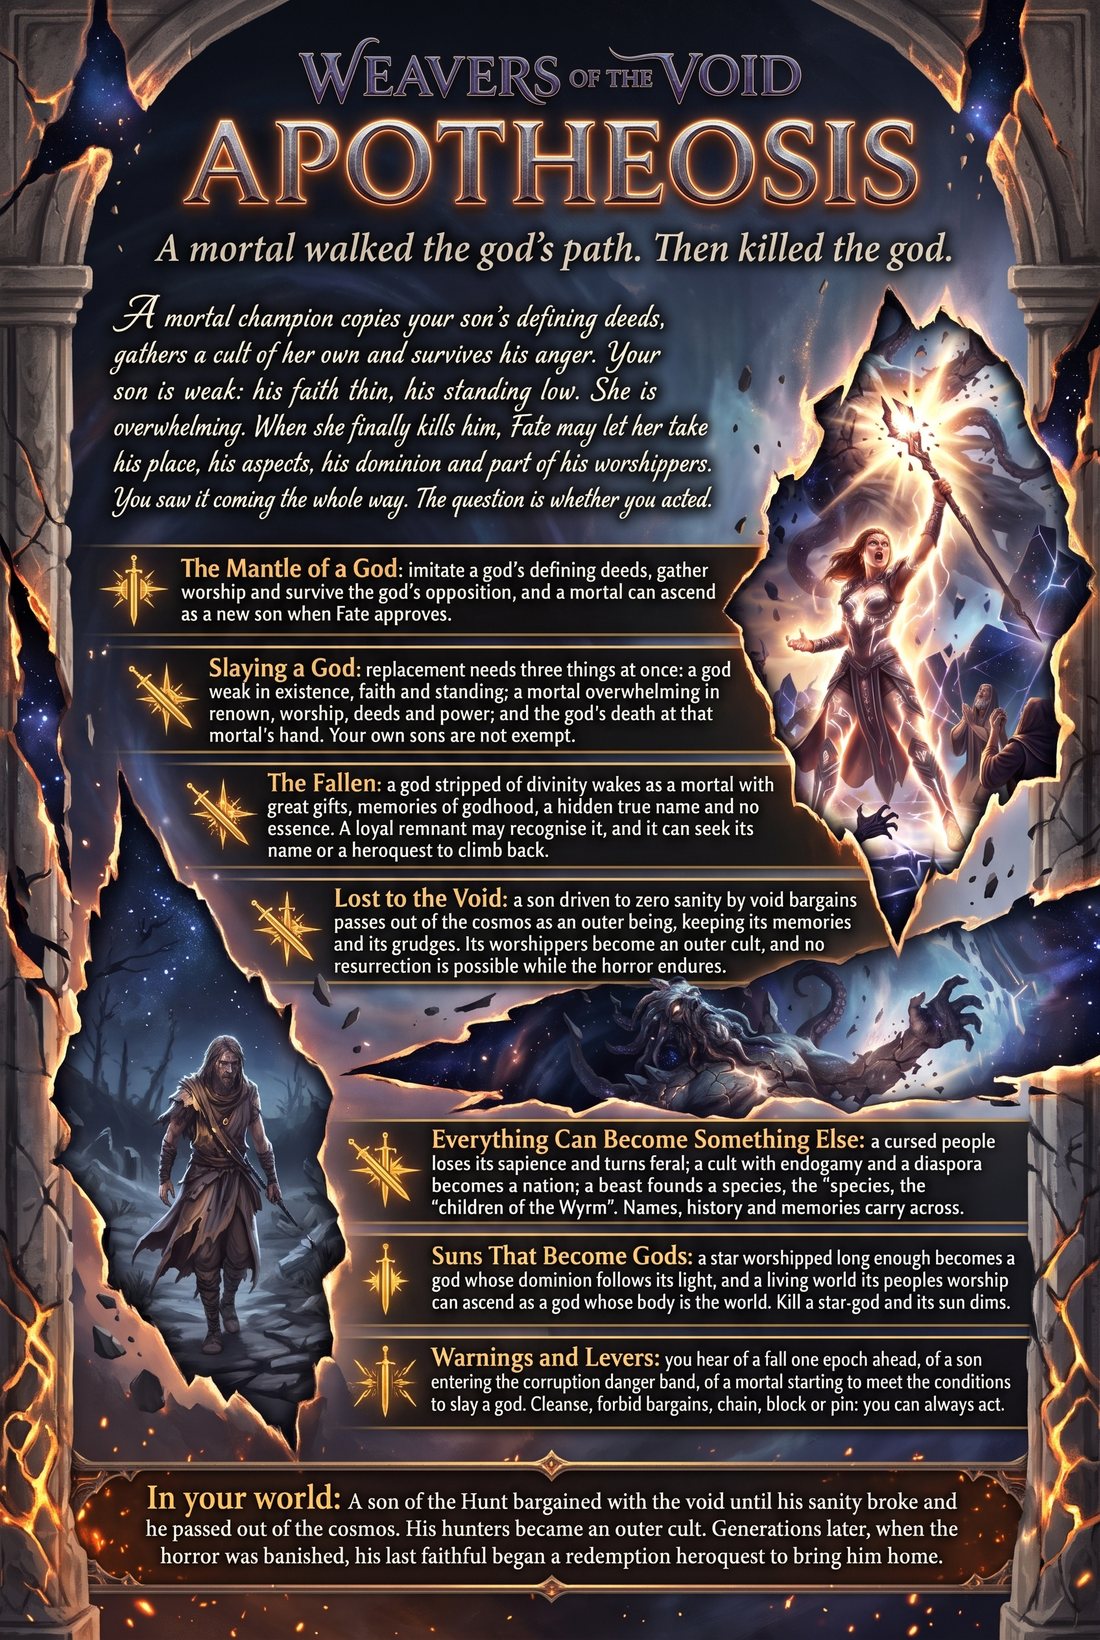 WEAVERS OF THE VOID
APOTHEOSIS
A mortal walked the god's path. Then killed the god.
A mortal champion copies your son's defining deeds,
gathers a cult of her own and survives his anger. Your
son is weak: his faith thin, his standing low. She is
overwhelming. When she finally kills him, Fate may let her take
his place, his aspects, his dominion and part of his worshippers.
You saw it coming the whole way. The question is whether you acted.
The Mantle of a God: imitate a god's defining deeds, gather
worship and survive the god's opposition, and a mortal can ascend
as a new son when Fate approves.
Slaying a God: replacement needs three things at once: a god
weak in existence, faith and standing; a mortal overwhelming in
renown, worship, deeds and power; and the god's death at that
mortal's hand. Your own sons are not exempt.
The Fallen: a god stripped of divinity wakes as a mortal with
great gifts, memories of godhood, a hidden true name and no
essence. A loyal remnant may recognise it, and it can seek its
name or a heroquest to climb back.
Lost to the Void: a son driven to zero sanity by void bargains
passes out of the cosmos as an outer being, keeping its memories
and its grudges. Its worshippers become an outer cult, and no
resurrection is possible while the horror endures.
Everything Can Become Something Else: a cursed people
loses its sapience and turns feral; a cult with endogamy and a diaspora
becomes a nation; a beast founds a species, the "species, the
"children of the Wyrm". Names, history and memories carry across.
Suns That Become Gods: a star worshipped long enough becomes a
god whose dominion follows its light, and a living world its peoples worship
can ascend as a god whose body is the world. Kill a star-god and its sun dims.
Warnings and Levers: you hear of a fall one epoch ahead, of a son
entering the corruption danger band, of a mortal starting to meet the conditions
to slay a god. Cleanse, forbid bargains, chain, block or pin: you can always act.
In your world: A son of the Hunt bargained with the void until his sanity broke and
he passed out of the cosmos. His hunters became an outer cult. Generations later, when the
horror was banished, his last faithful began a redemption heroquest to bring him home.